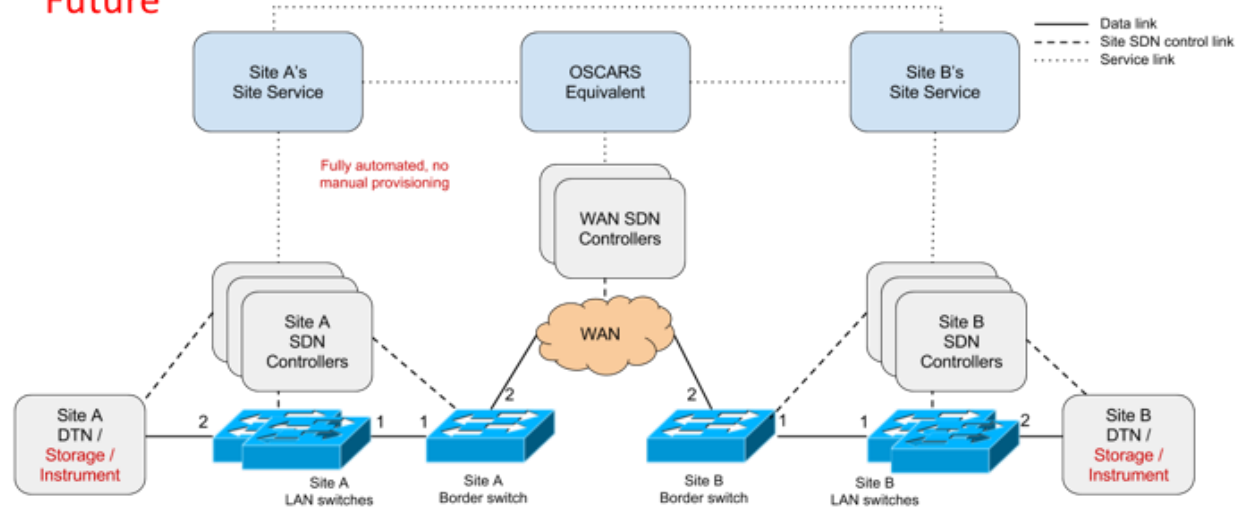 Future
Data link
Site SDN control link
Service link
Site A's
Site Service
OSCARS
Equivalent
Site B's
Site Service
Fully automated, no
manual provisioning
WAN SDN
Controllers
Site A
SDN
Controllers
WAN
Site B
SDN
Controllers
Site A
DTN /
Storage /
Instrument
2
1
1
2
2
1
1
2
Site B
DTN /
Storage /
Instrument
Site A
LAN switches
Site A
Border switch
Site B
Border switch
Site B
LAN switches